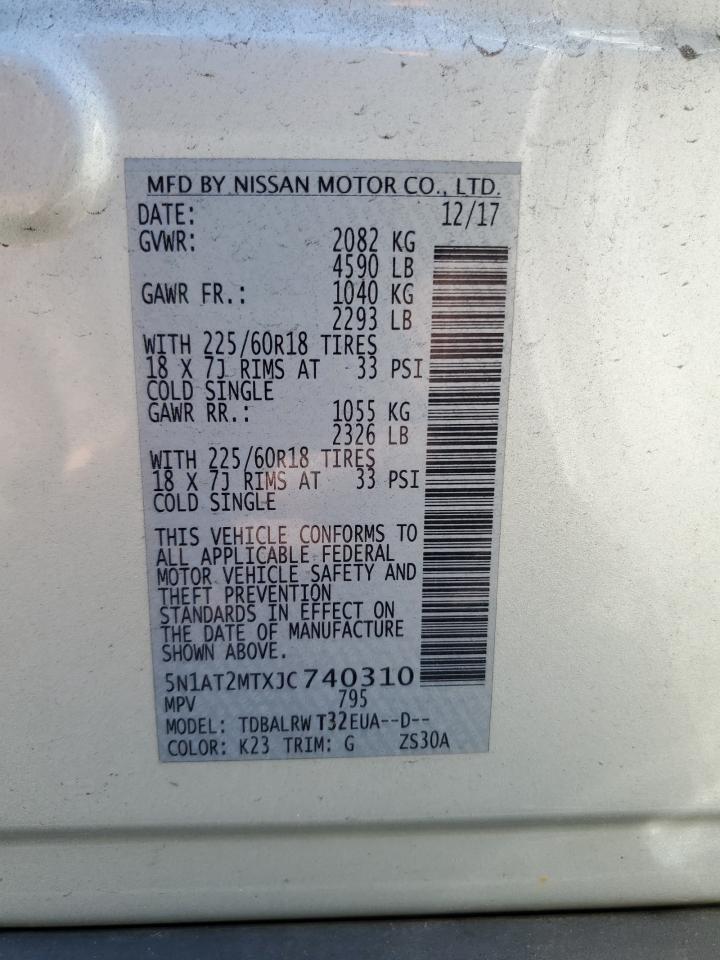 MFD BY NISSAN MOTOR CO., LTD.
DATE: 12/17
GVWR: 2082 KG
4590 LB
GAWR FR.: 1040 KG
2293 LB
WITH 225/60R18 TIRES
18 X 7J RIMS AT 33 PSI
COLD SINGLE
GAWR RR.: 1055 KG
2326 LB
WITH 225/60R18 TIRES
18 X 7J RIMS AT 33 PSI
COLD SINGLE
THIS VEHICLE CONFORMS TO
ALL APPLICABLE FEDERAL
MOTOR VEHICLE SAFETY AND
THEFT PREVENTION
STANDARDS IN EFFECT ON
THE DATE OF MANUFACTURE
SHOWN ABOVE.
5N1AT2MTXJC740310
MPV 795
MODEL: TDBALRW T32EUA--D--
COLOR: K23 TRIM: G ZS30A